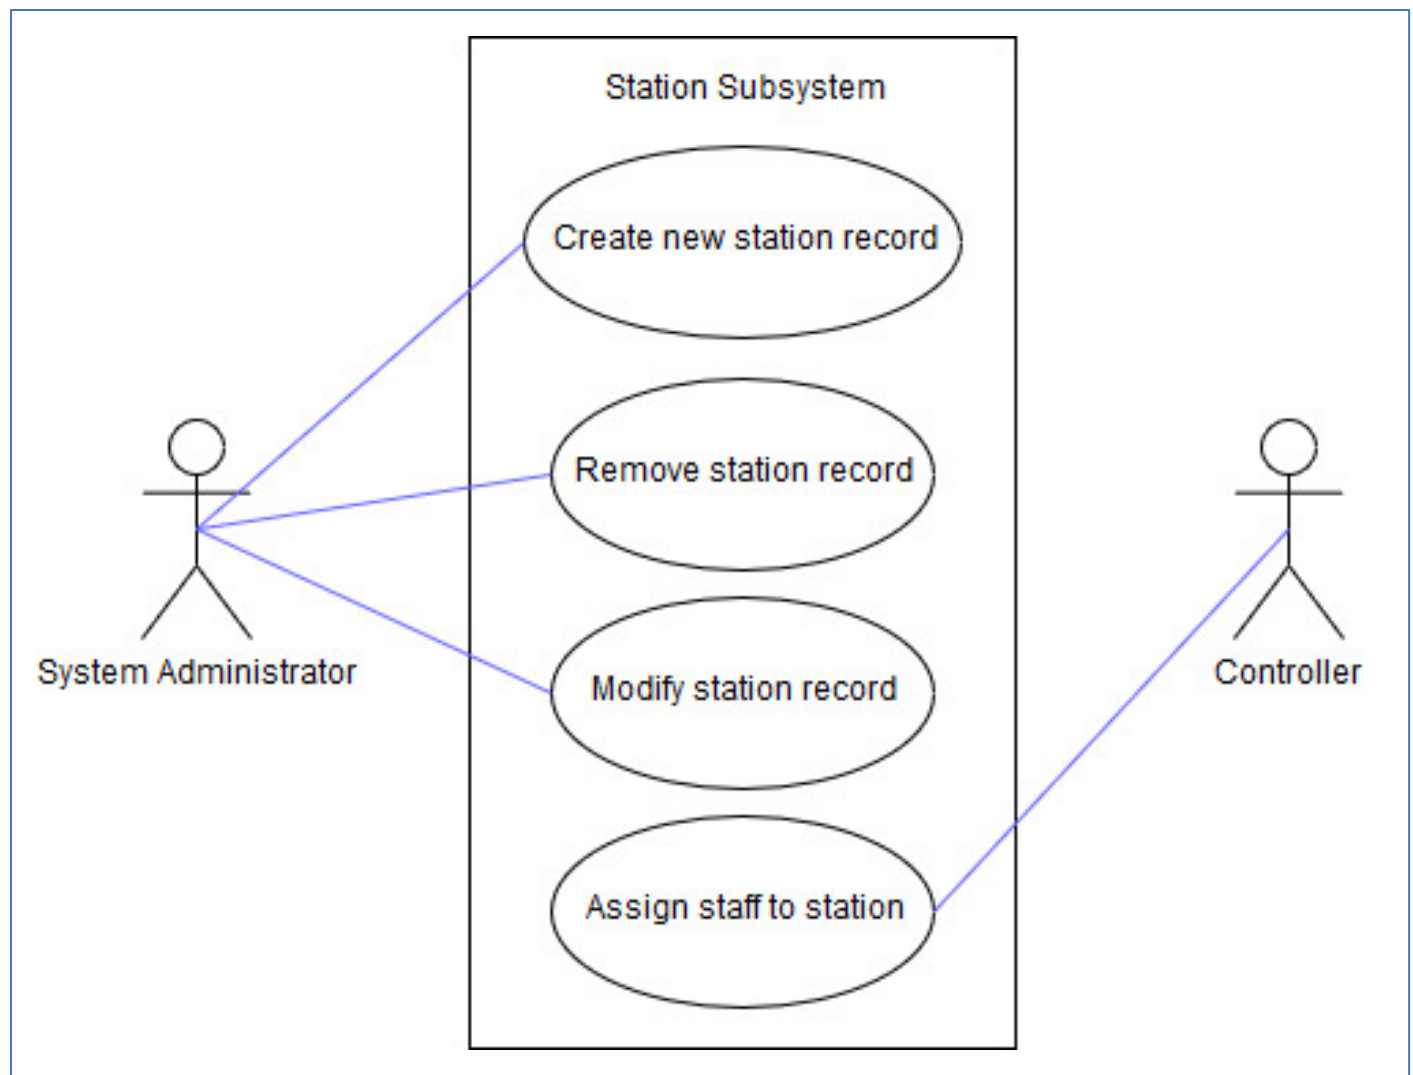 Station Subsystem
Create new station record
Remove station record
Modify station record
Assign staff to station
System Administrator
Controller